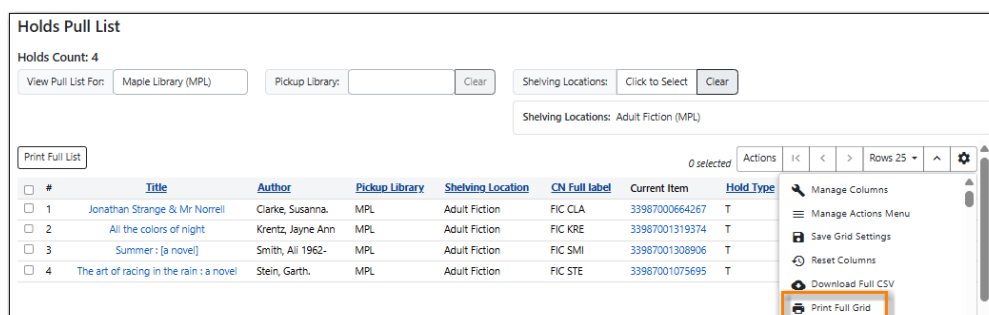 Holds Pull List
Holds Count: 4
View Pull List For: Maple Library (MPL) Pickup Library: Clear Shelving Locations: Click to Select Clear
Shelving Locations: Adult Fiction (MPL)
Print Full List 0 selected Actions Rows 25
# Title Author Pickup Library Shelving Location CN Full label Current Item Hold Type
1 Jonathan Strange & Mr Norrell Clarke, Susanna. MPL Adult Fiction FIC CLA 33987000664267 T
2 All the colors of night Krentz, Jayne Ann MPL Adult Fiction FIC KRE 33987001319374 T
3 Summer : [a novel] Smith, Ali 1962- MPL Adult Fiction FIC SMI 33987001308906 T
4 The art of racing in the rain : a novel Stein, Garth. MPL Adult Fiction FIC STE 33987001075695 T
Manage Columns
Manage Actions Menu
Save Grid Settings
Reset Columns
Download Full CSV
Print Full Grid